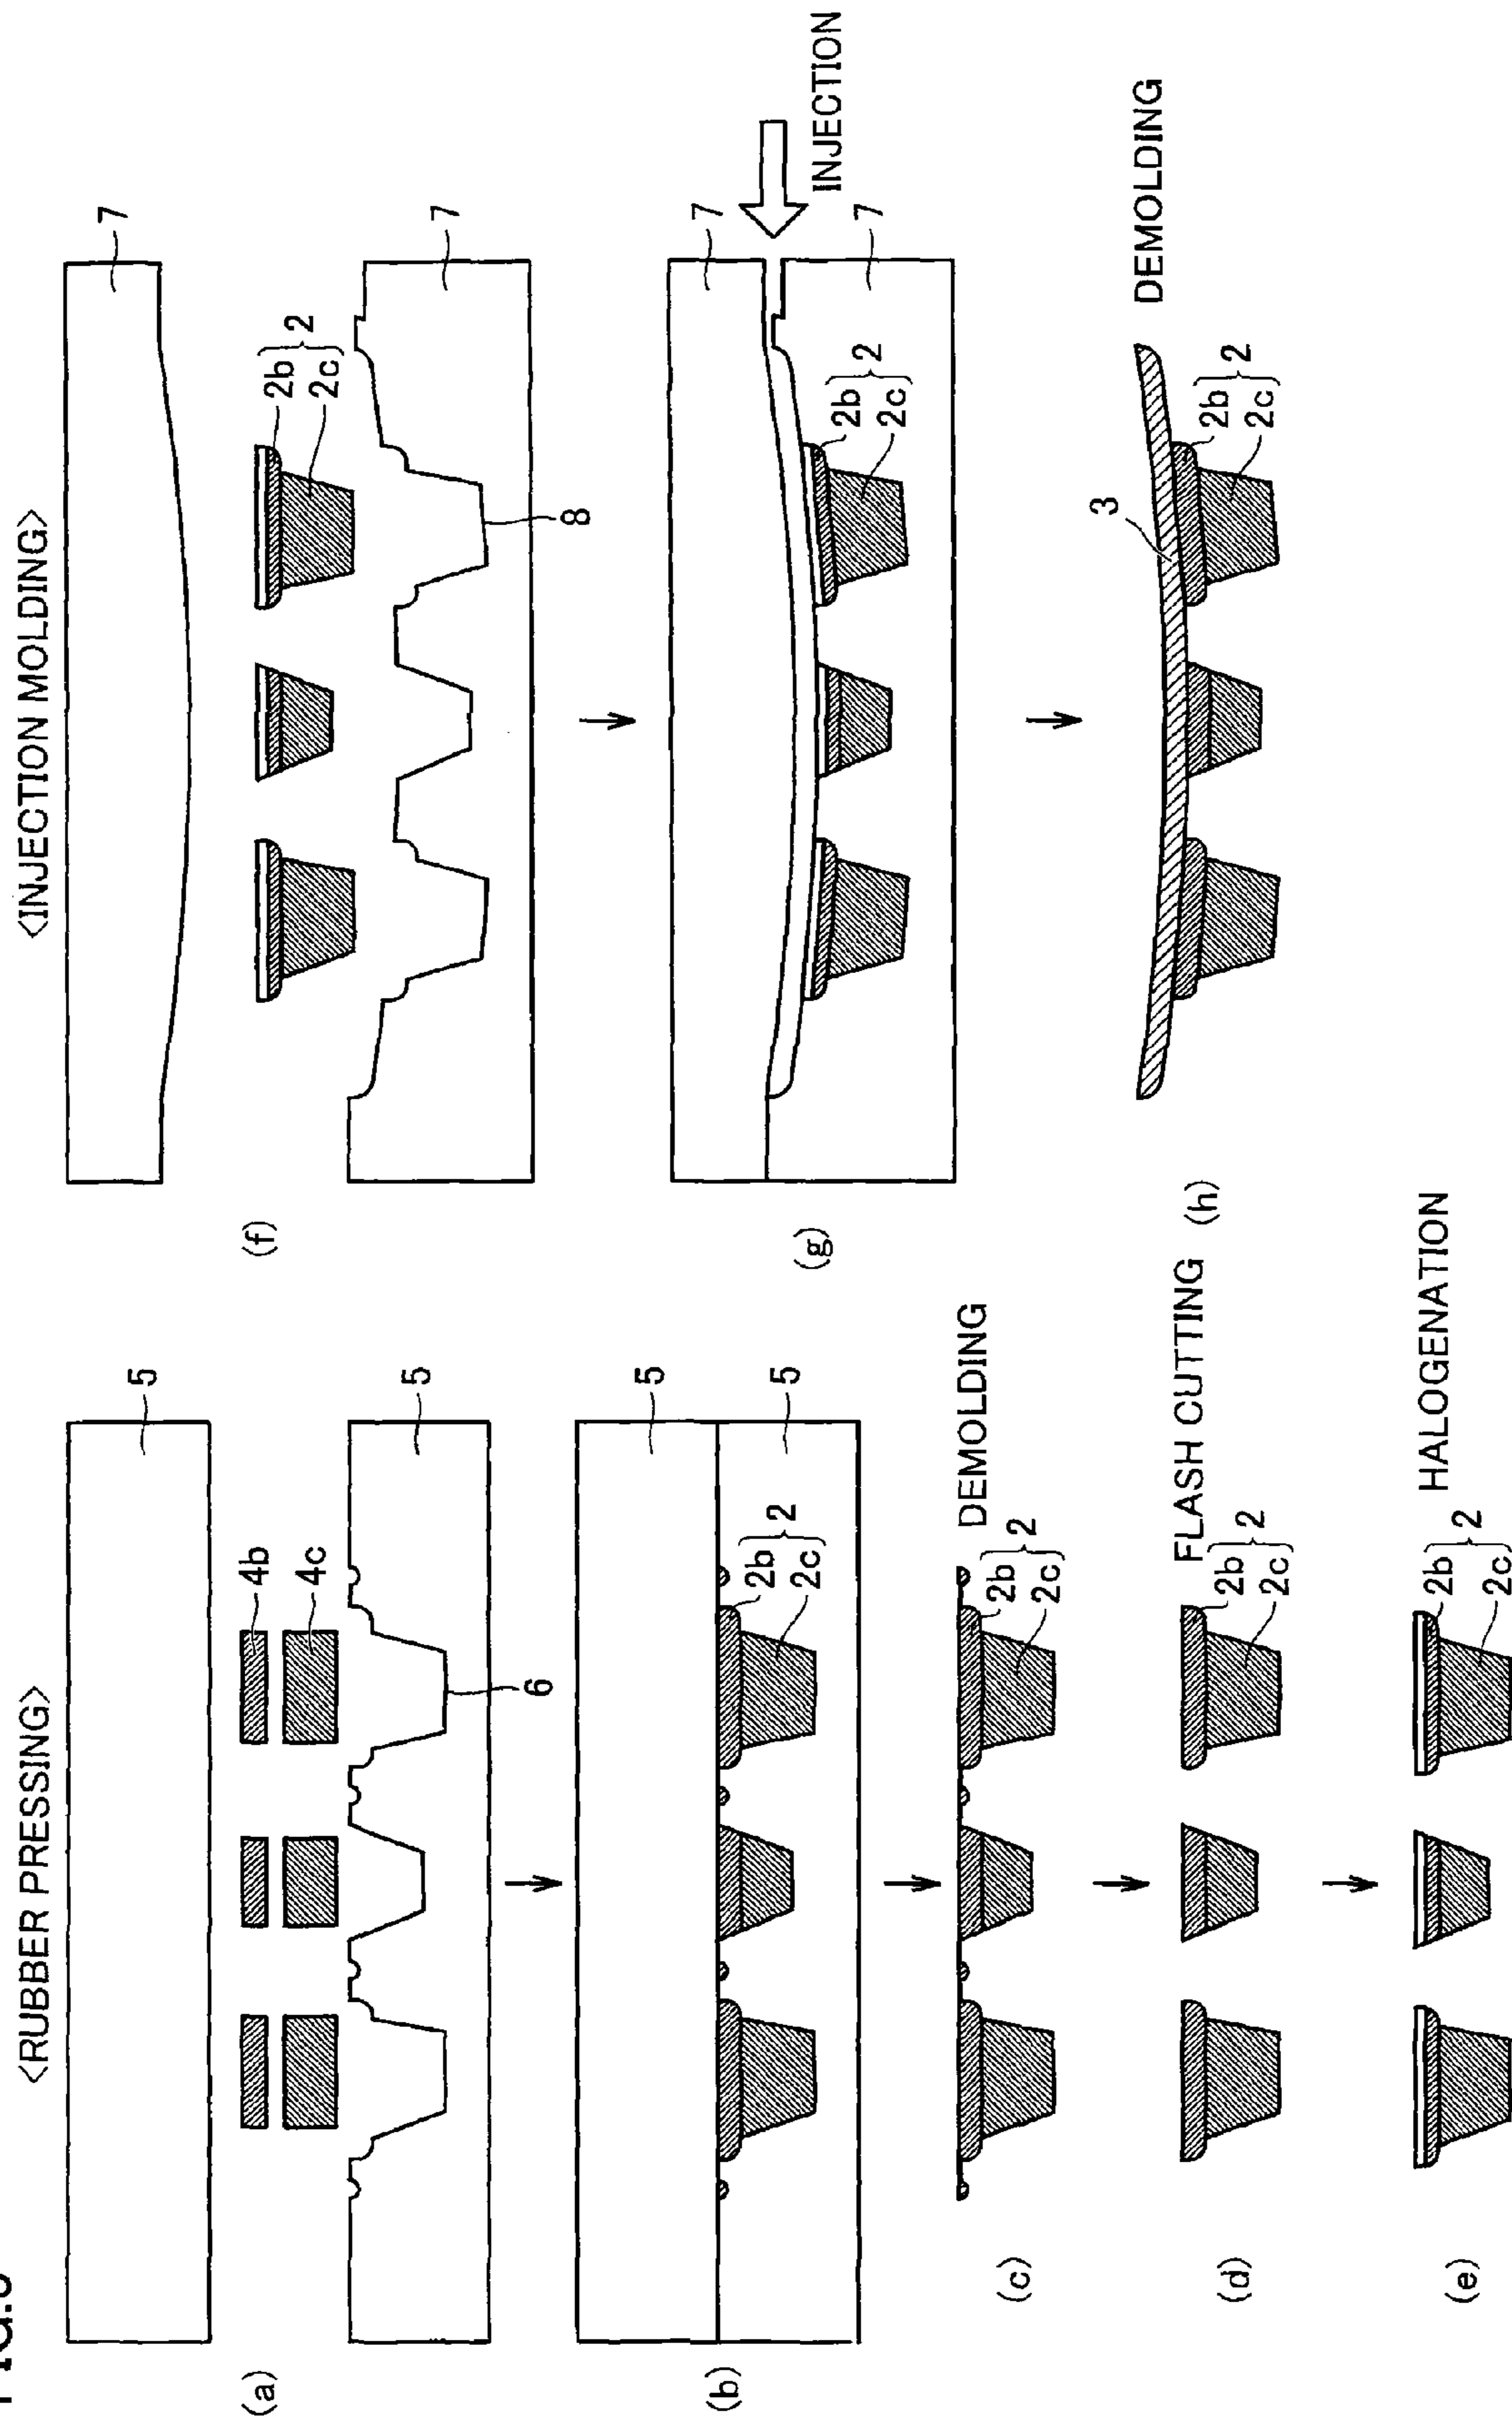 <RUBBER PRESSING>
5
4b
4c
5
6
(a)
5
5
2b
2c
2
(b)
DEMOLDING
2b
2c
2
(c)
FLASH CUTTING
2b
2c
2
(d)
HALOGENATION
2b
2c
2
(e)
<INJECTION MOLDING>
7
2b
2c
2
7
8
(f)
7
INJECTION
7
2b
2c
2
(g)
DEMOLDING
3
2b
2c
2
(h)